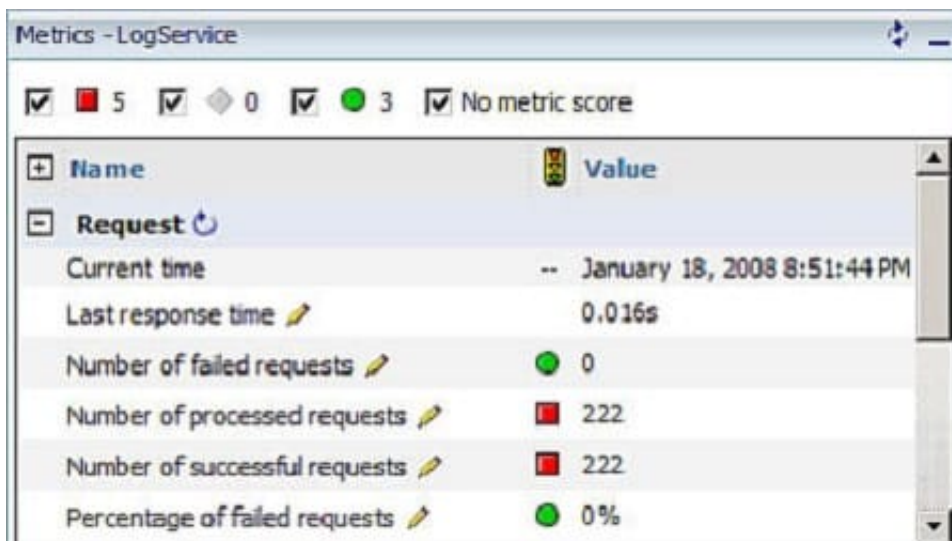 Metrics - LogService
5 0 3 No metric score
Name Value
Request
Current time -- January 18, 2008 8:51:44 PM
Last response time 0.016s
Number of failed requests 0
Number of processed requests 222
Number of successful requests 222
Percentage of failed requests 0%